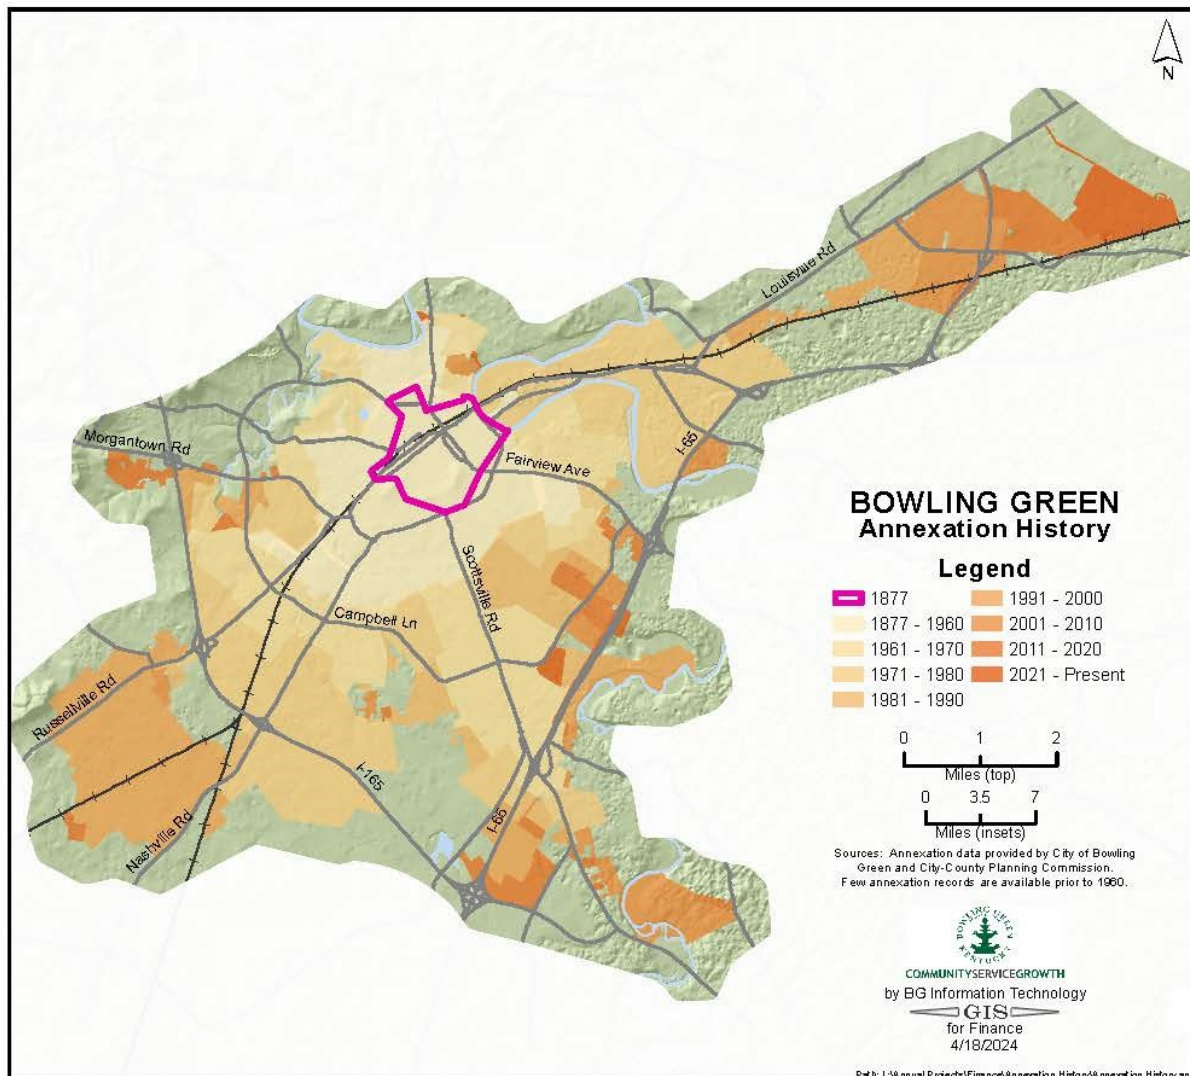 N
Louisville Rd
Morgantown Rd
Fairview Ave
I-65
Scottsville Rd
Campbell Ln
Russellville Rd
I-165
I-65
Nashville Rd
BOWLING GREEN
Annexation History
Legend
1877
1877 - 1960
1961 - 1970
1971 - 1980
1981 - 1990
1991 - 2000
2001 - 2010
2011 - 2020
2021 - Present
0 1 2
Miles (top)
0 3.5 7
Miles (insets)
Sources: Annexation data provided by City of Bowling
Green and City-County Planning Commission.
Few annexation records are available prior to 1960.
BOWLING GREEN
KENTUCKY
COMMUNITYSERVICEGROWTH
by BG Information Technology
GIS
for Finance
4/18/2024